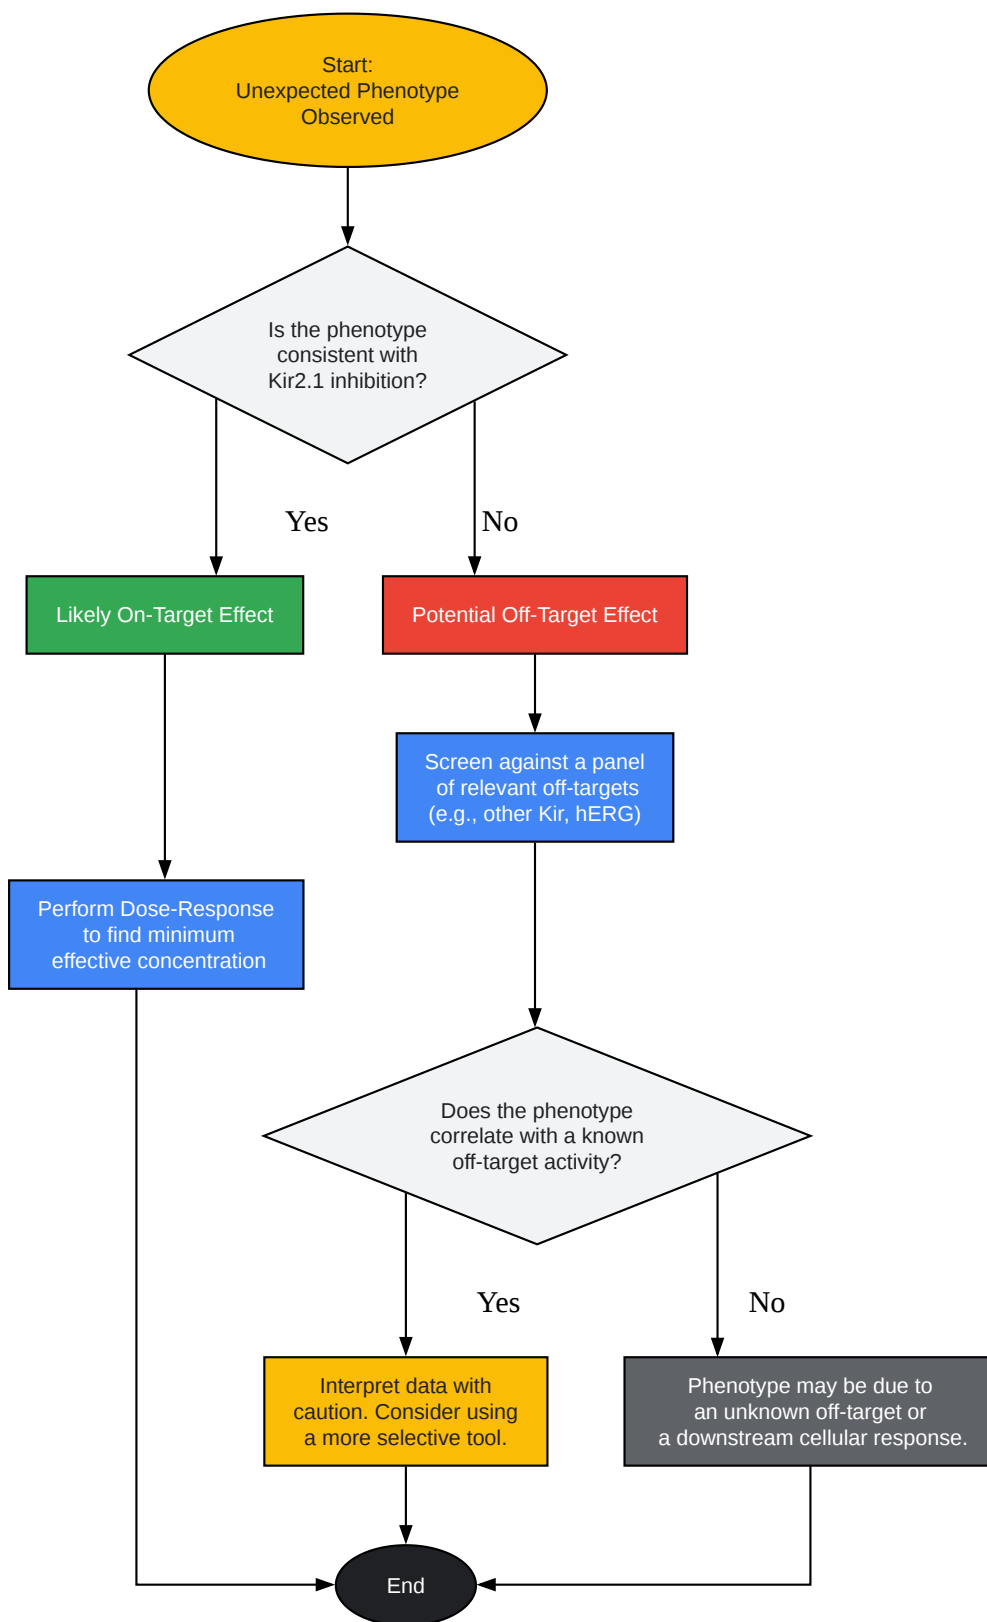 Start:
Unexpected Phenotype
Observed
Is the phenotype
consistent with
Kir2.1 inhibition?
Yes
No
Likely On-Target Effect
Potential Off-Target Effect
Screen against a panel
of relevant off-targets
(e.g., other Kir, hERG)
Perform Dose-Response
to find minimum
effective concentration
Does the phenotype
correlate with a known
off-target activity?
Yes
No
Interpret data with
caution. Consider using
a more selective tool.
Phenotype may be due to
an unknown off-target or
a downstream cellular response.
End